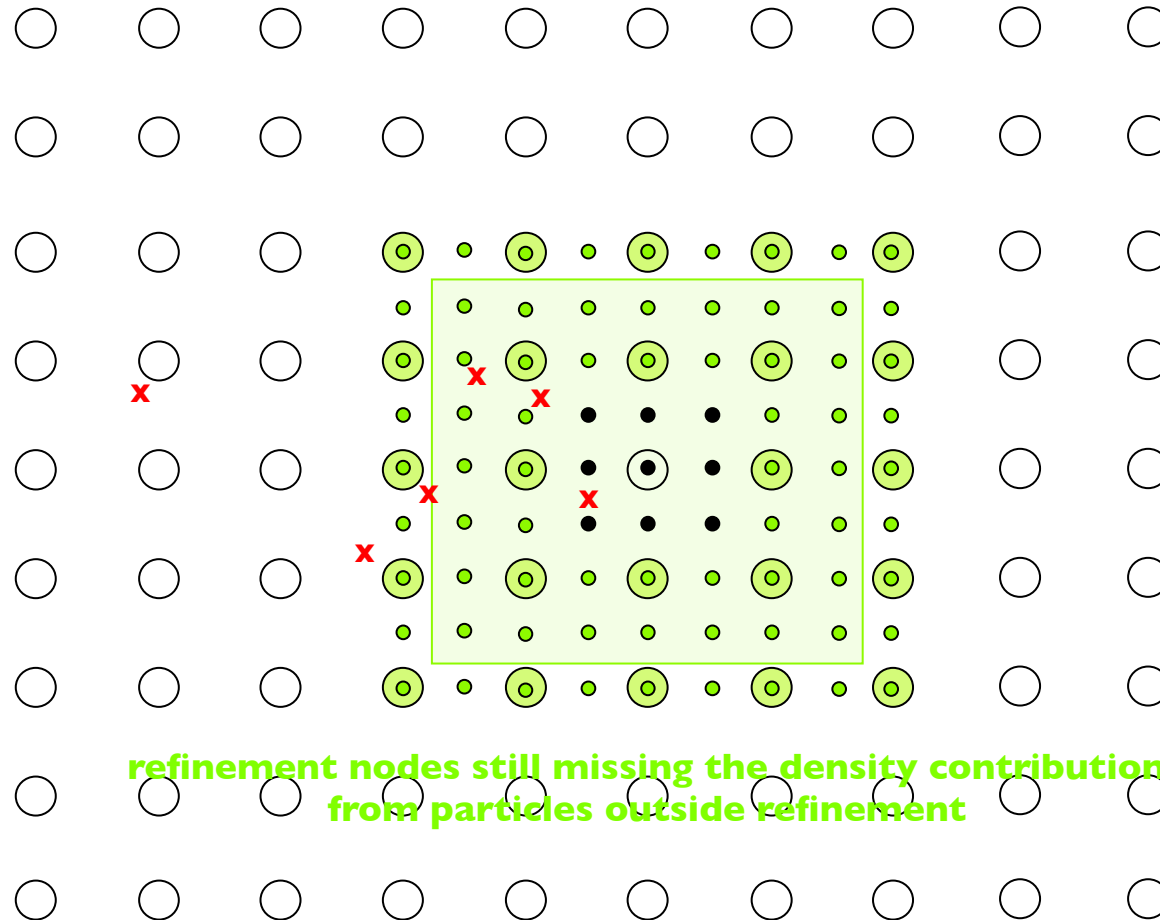 x
x
x
x
x
x
refinement nodes still missing the density contribution
from particles outside refinement